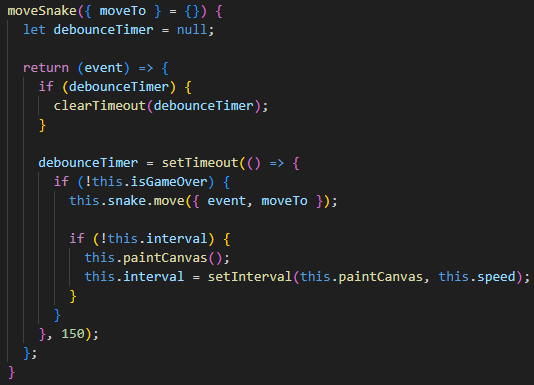 moveSnake({ moveTo } = {}) {
  let debounceTimer = null;

  return (event) => {
    if (debounceTimer) {
      clearTimeout(debounceTimer);
    }

    debounceTimer = setTimeout(() => {
      if (!this.isGameOver) {
        this.snake.move({ event, moveTo });

        if (!this.interval) {
          this.paintCanvas();
          this.interval = setInterval(this.paintCanvas, this.speed);
        }
      }
    }, 150);
  };
}